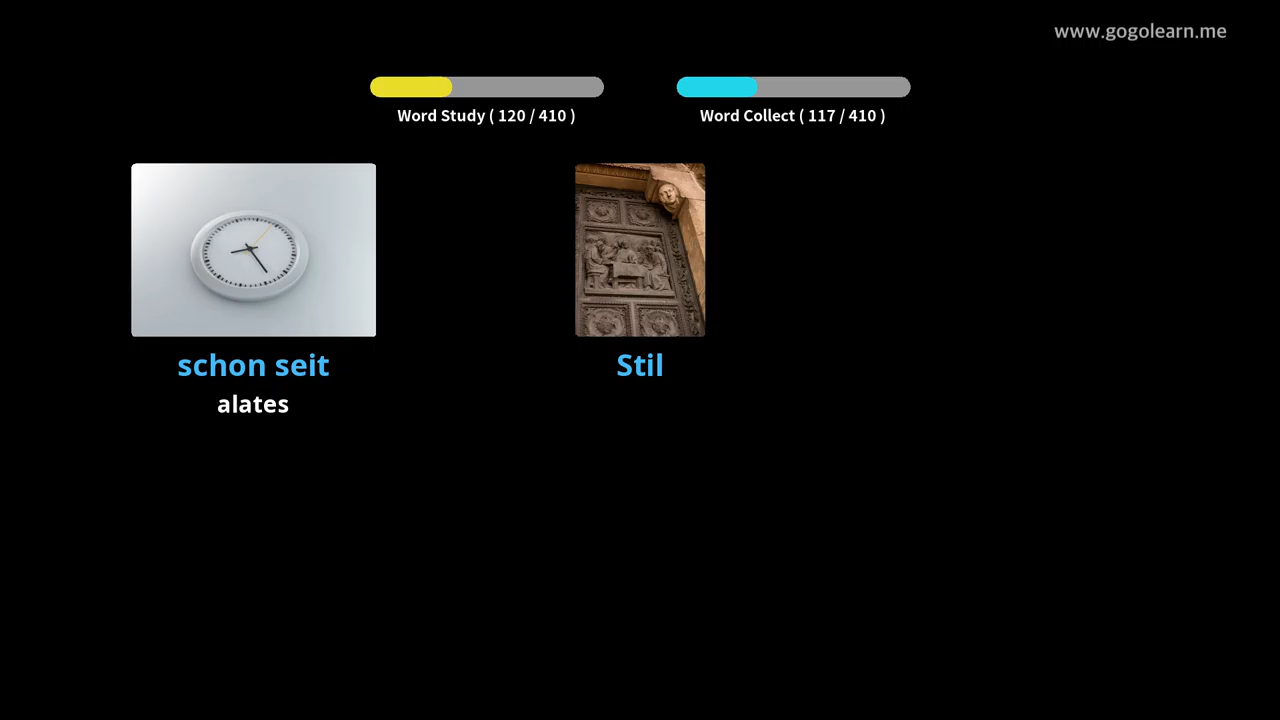 www.gogolearn.me
Word Study ( 120 / 410 )
Word Collect ( 117 / 410 )
schon seit
alates
Stil